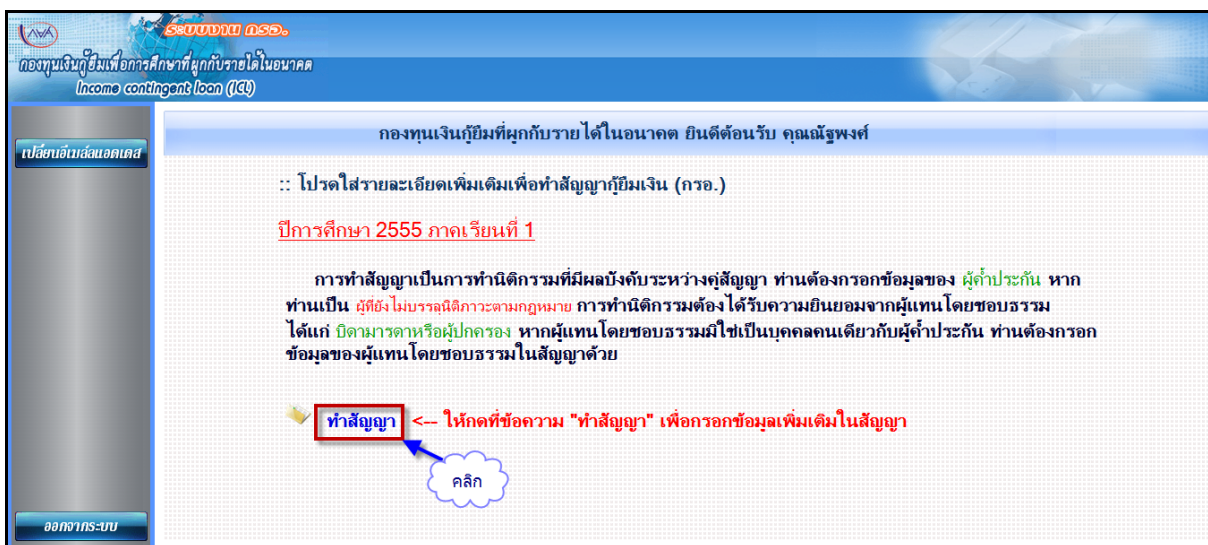 ระบบงาน กรอ.
กองทุนเงินกู้ยืมเพื่อการศึกษาที่ผูกกับรายได้ในอนาคต
Income contingent loan (ICL)
เปลี่ยนอีเมล์แอดเดส
กองทุนเงินกู้ยืมที่ผูกกับรายได้ในอนาคต ยินดีต้อนรับ คุณณัฐพงศ์
:: โปรดใส่รายละเอียดเพิ่มเติมเพื่อทำสัญญากู้ยืมเงิน (กรอ.)
ปีการศึกษา 2555 ภาคเรียนที่ 1
การทำสัญญาเป็นการทำนิติกรรมที่มีผลบังคับระหว่างคู่สัญญา ท่านต้องกรอกข้อมูลของ ผู้ค้ำประกัน หาก
ท่านเป็น ผู้ที่ยังไม่บรรลุนิติภาวะตามกฎหมาย การทำนิติกรรมต้องได้รับความยินยอมจากผู้แทนโดยชอบธรรม
ได้แก่ บิดามารดาหรือผู้ปกครอง หากผู้แทนโดยชอบธรรมมิใช่เป็นบุคคลคนเดียวกับผู้ค้ำประกัน ท่านต้องกรอก
ข้อมูลของผู้แทนโดยชอบธรรมในสัญญาด้วย
ทำสัญญา <-- ให้กดที่ข้อความ "ทำสัญญา" เพื่อกรอกข้อมูลเพิ่มเติมในสัญญา
คลิก
ออกจากระบบ